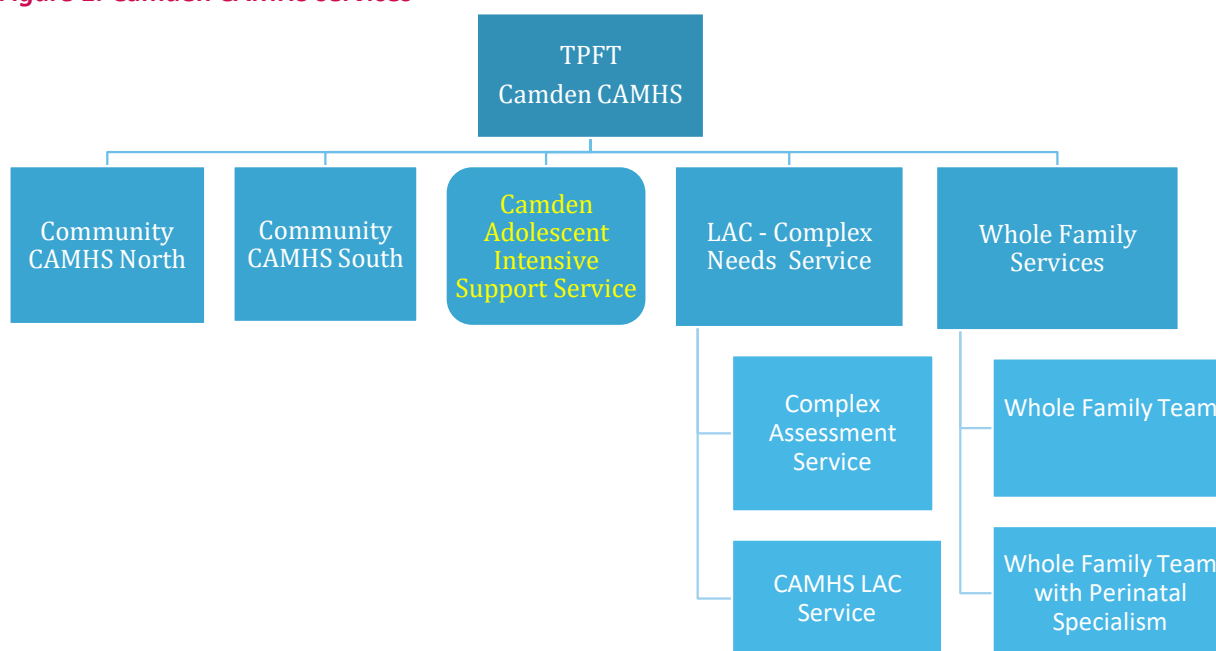 TPFT
Camden CAMHS
Community
CAMHS North
Community
CAMHS South
Camden
Adolescent
Intensive
Support Service
LAC - Complex
Needs Service
Whole Family
Services
Complex
Assessment
Service
CAMHS LAC
Service
Whole Family Team
Whole Family Team
with Perinatal
Specialism